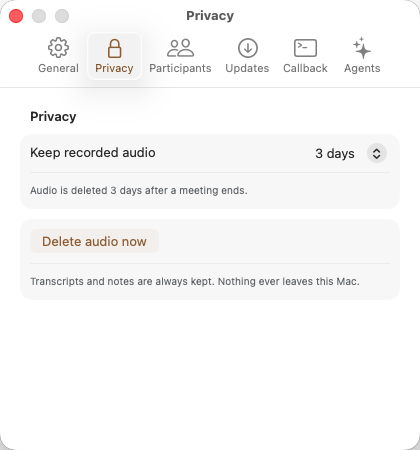 Privacy
General
Privacy
Participants
Updates
Callback
Agents
Privacy
Keep recorded audio
3 days
Audio is deleted 3 days after a meeting ends.
Delete audio now
Transcripts and notes are always kept. Nothing ever leaves this Mac.